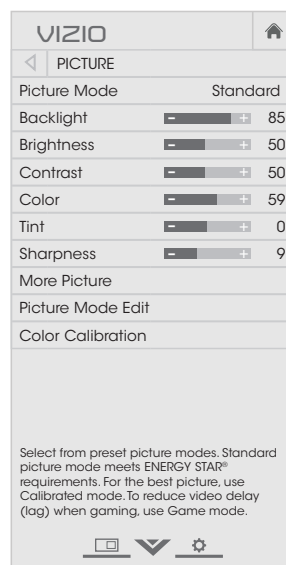 VIZIO
PICTURE
Picture Mode Standard
Backlight - + 85
Brightness - + 50
Contrast - + 50
Color - + 59
Tint - + 0
Sharpness - + 9
More Picture
Picture Mode Edit
Color Calibration
Select from preset picture modes. Standard
picture mode meets ENERGY STAR®
requirements. For the best picture, use
Calibrated mode. To reduce video delay
(lag) when gaming, use Game mode.